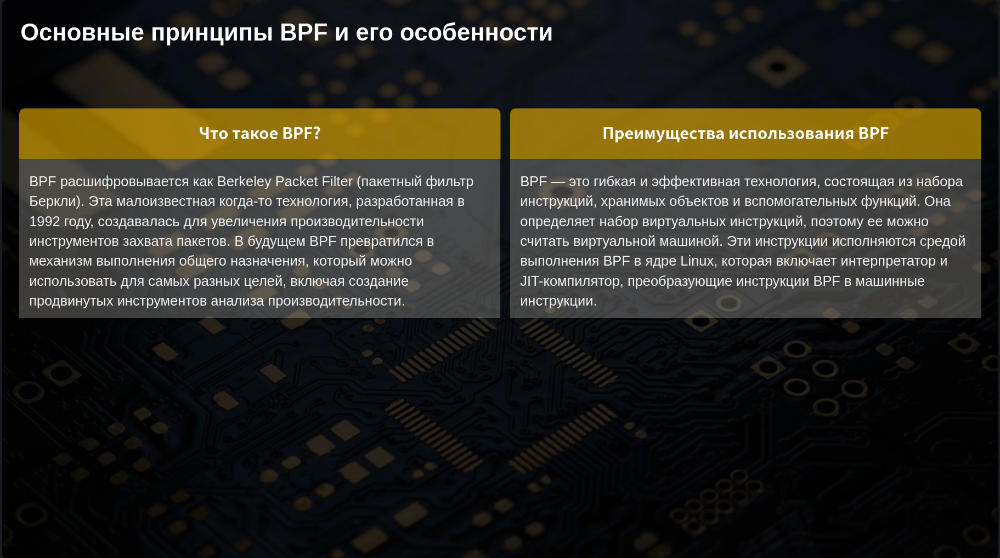 Основные принципы BPF и его особенности
Что такое BPF?
BPF расшифровывается как Berkeley Packet Filter (пакетный фильтр
Беркли). Эта малоизвестная когда-то технология, разработанная в
1992 году, создавалась для увеличения производительности
инструментов захвата пакетов. В будущем BPF превратился в
механизм выполнения общего назначения, который можно
использовать для самых разных целей, включая создание
продвинутых инструментов анализа производительности.
Преимущества использования BPF
BPF — это гибкая и эффективная технология, состоящая из набора
инструкций, хранимых объектов и вспомогательных функций. Она
определяет набор виртуальных инструкций, поэтому ее можно
считать виртуальной машиной. Эти инструкции исполняются средой
выполнения BPF в ядре Linux, которая включает интерпретатор и
JIT-компилятор, преобразующие инструкции BPF в машинные
инструкции.